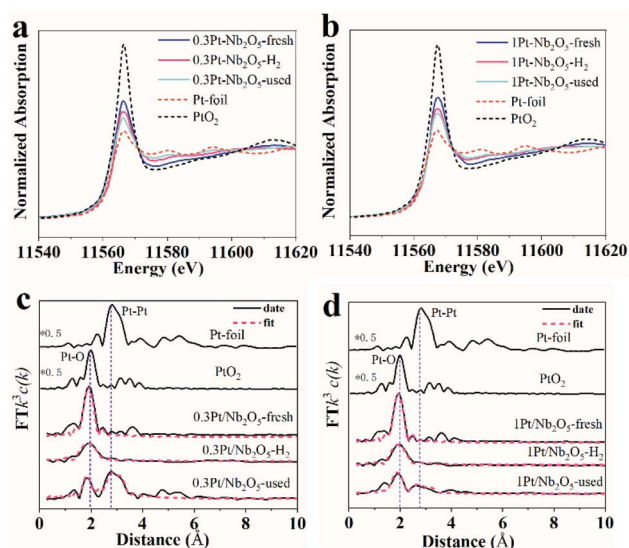 a
0.3Pt-Nb₂O₅-fresh
0.3Pt-Nb₂O₅-H₂
0.3Pt-Nb₂O₅-used
Pt-foil
PtO₂
Normalized Absorption
11540 11560 11580 11600 11620
Energy (eV)
b
1Pt-Nb₂O₅-fresh
1Pt-Nb₂O₅-H₂
1Pt-Nb₂O₅-used
Pt-foil
PtO₂
Normalized Absorption
11540 11560 11580 11600 11620
Energy (eV)
c
Pt-Pt
date
fit
*0.5
Pt-foil
Pt-O
*0.5
PtO₂
0.3Pt/Nb₂O₅-fresh
0.3Pt/Nb₂O₅-H₂
0.3Pt/Nb₂O₅-used
FTk³ c(k)
0 2 4 6 8 10
Distance (Å)
d
Pt-Pt
date
fit
*0.5
Pt-foil
Pt-O
*0.5
PtO₂
1Pt/Nb₂O₅-fresh
1Pt/Nb₂O₅-H₂
1Pt/Nb₂O₅-used
FTk³ c(k)
0 2 4 6 8 10
Distance (Å)